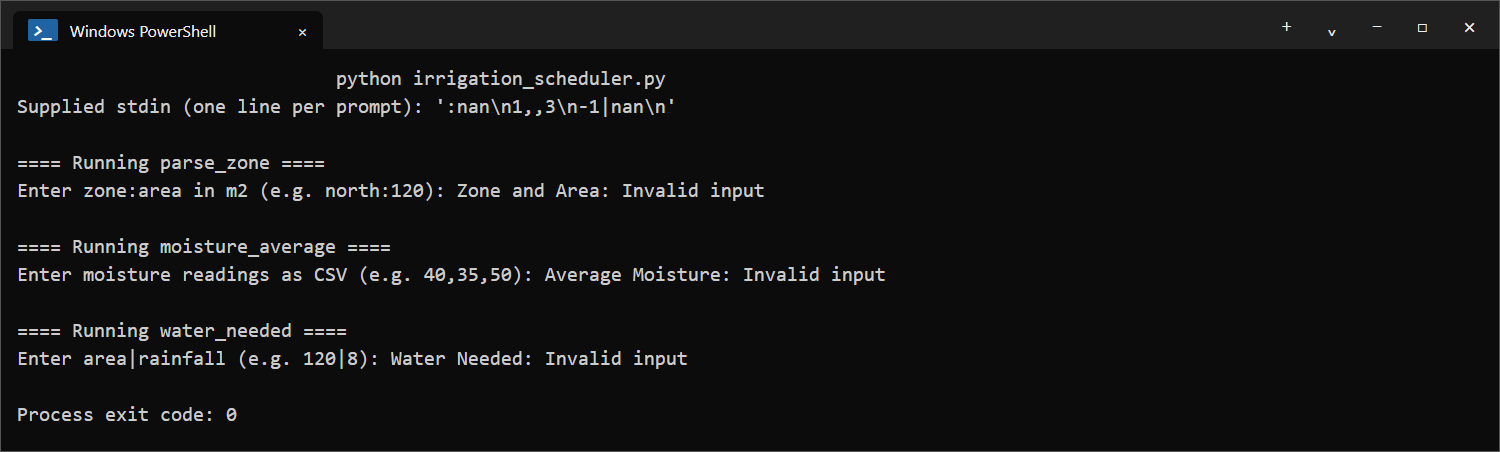 Windows PowerShell
python irrigation_scheduler.py
Supplied stdin (one line per prompt): ':nan\n1,,3\n-1|nan\n'
==== Running parse_zone ====
Enter zone:area in m2 (e.g. north:120): Zone and Area: Invalid input
==== Running moisture_average ====
Enter moisture readings as CSV (e.g. 40,35,50): Average Moisture: Invalid input
==== Running water_needed ====
Enter area|rainfall (e.g. 120|8): Water Needed: Invalid input
Process exit code: 0